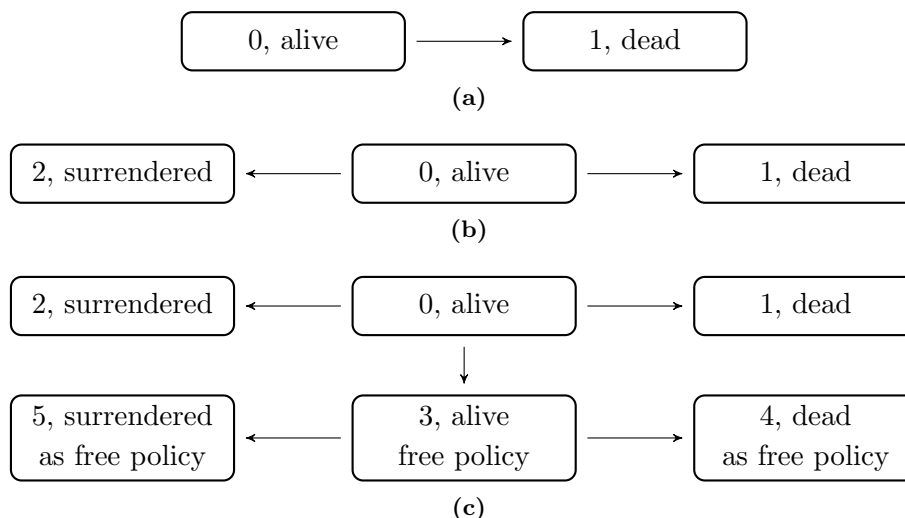 0, alive 1, dead
(a)
2, surrendered 0, alive 1, dead
(b)
2, surrendered 0, alive 1, dead
5, surrendered 3, alive 4, dead
as free policy free policy as free policy
(c)